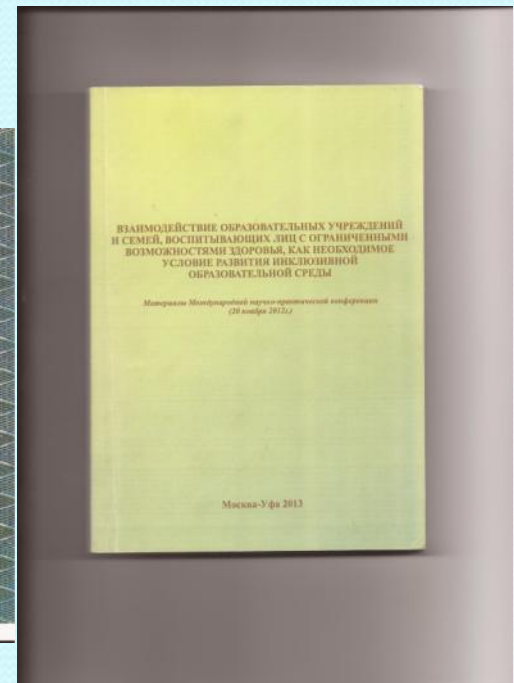 ВЗАИМОДЕЙСТВИЕ ОБРАЗОВАТЕЛЬНЫХ УЧРЕЖДЕНИЙ
И СЕМЕЙ, ВОСПИТЫВАЮЩИХ ЛИЦ С ОГРАНИЧЕННЫМИ
ВОЗМОЖНОСТЯМИ ЗДОРОВЬЯ, КАК НЕОБХОДИМОЕ
УСЛОВИЕ РАЗВИТИЯ ИНКЛЮЗИВНОЙ
ОБРАЗОВАТЕЛЬНОЙ СРЕДЫ
Материалы Международной научно-практической конференции
(20 ноября 2012г.)
Москва-Уфа 2013